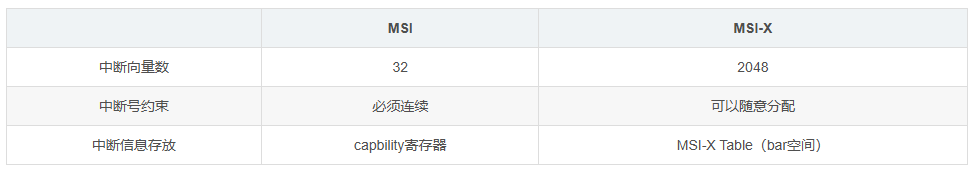 MSI MSI-X
中断向量数 32 2048
中断号约束 必须连续 可以随意分配
中断信息存放 capbility寄存器 MSI-X Table（bar空间）